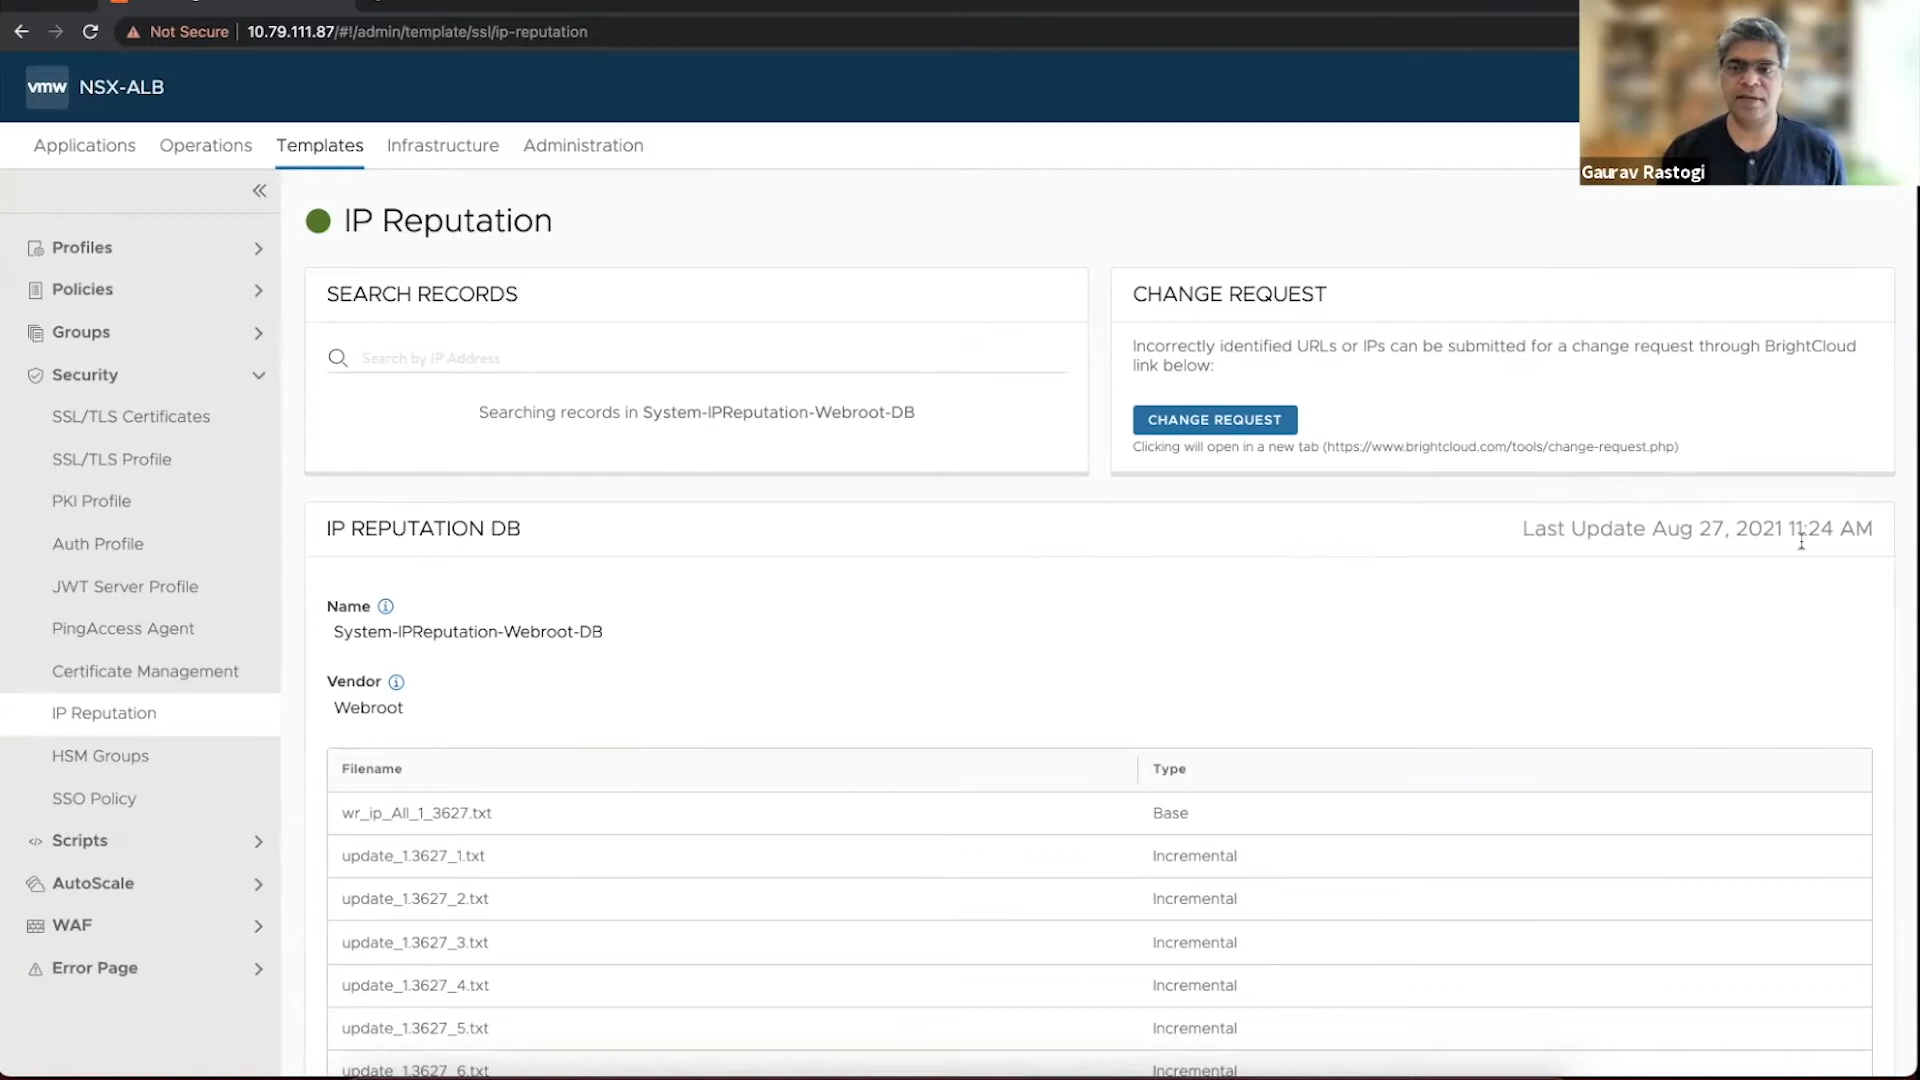 Not Secure 10.79.111.87/#!/admin/template/ssl/ip-reputation
vmw NSX-ALB
Gaurav Rastogi
Applications Operations Templates Infrastructure Administration
IP Reputation
Profiles
Policies
Groups
Security
SSL/TLS Certificates
SSL/TLS Profile
PKI Profile
Auth Profile
JWT Server Profile
PingAccess Agent
Certificate Management
IP Reputation
HSM Groups
SSO Policy
Scripts
AutoScale
WAF
Error Page
SEARCH RECORDS
Search by IP Address
Searching records in System-IPReputation-Webroot-DB
CHANGE REQUEST
Incorrectly identified URLs or IPs can be submitted for a change request through BrightCloud
link below:
CHANGE REQUEST
Clicking will open in a new tab (https://www.brightcloud.com/tools/change-request.php)
IP REPUTATION DB
Last Update Aug 27, 2021 11:24 AM
Name
System-IPReputation-Webroot-DB
Vendor
Webroot
Filename Type
wr_ip_All_1_3627.txt Base
update_1.3627_1.txt Incremental
update_1.3627_2.txt Incremental
update_1.3627_3.txt Incremental
update_1.3627_4.txt Incremental
update_1.3627_5.txt Incremental
update_1.3627_6.txt Incremental